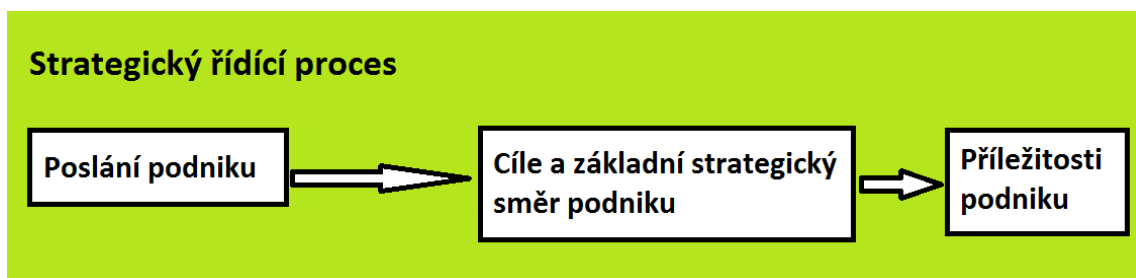 Strategický řídící proces
Poslání podniku
Cíle a základní strategický
směr podniku
Příležitosti
podniku